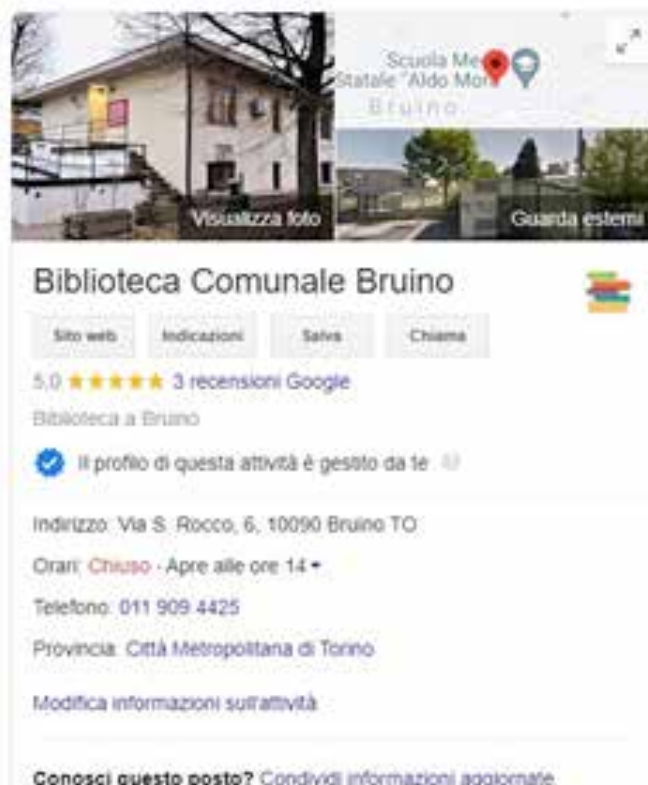 Scuola Me
Statale "Aldo Mor
Bruino
Visualizza foto
Guarda esterni
Biblioteca Comunale Bruino
Sito web
Indicazioni
Salva
Chiama
5,0 3 recensioni Google
Biblioteca a Bruino
Il profilo di questa attività è gestito da te
Indirizzo: Via S. Rocco, 6, 10090 Bruino TO
Orari: Chiuso · Apre alle ore 14
Telefono: 011 909 4425
Provincia: Città Metropolitana di Torino
Modifica informazioni sull'attività
Conosci questo posto? Condividi informazioni aggiornate